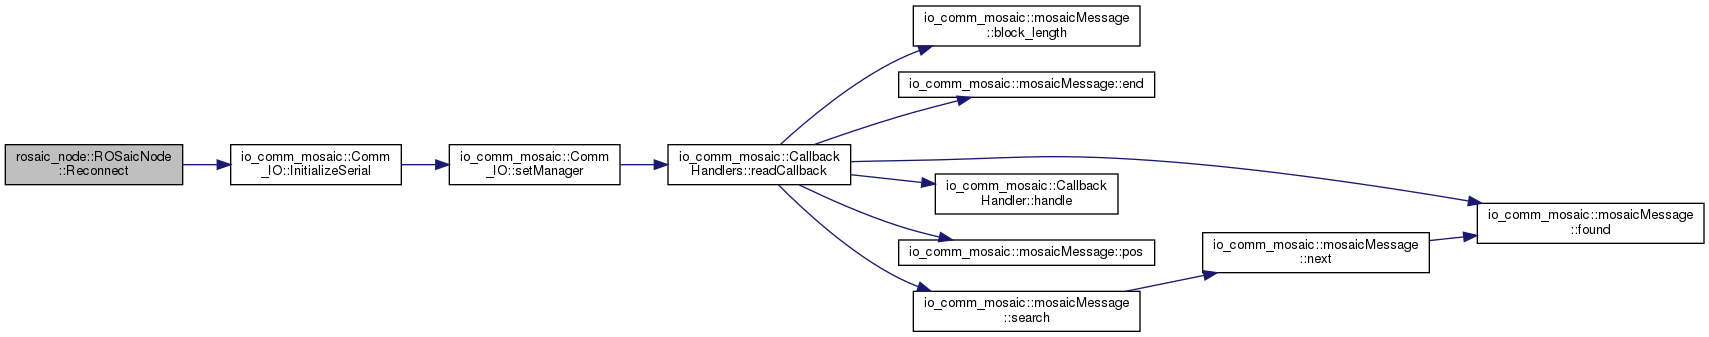 rosaic_node::ROSaicNode
::Reconnect
io_comm_mosaic::Comm
_IO::InitializeSerial
io_comm_mosaic::Comm
_IO::setManager
io_comm_mosaic::Callback
Handlers::readCallback
io_comm_mosaic::mosaicMessage
::block_length
io_comm_mosaic::mosaicMessage::end
io_comm_mosaic::Callback
Handler::handle
io_comm_mosaic::mosaicMessage::pos
io_comm_mosaic::mosaicMessage
::search
io_comm_mosaic::mosaicMessage
::next
io_comm_mosaic::mosaicMessage
::found